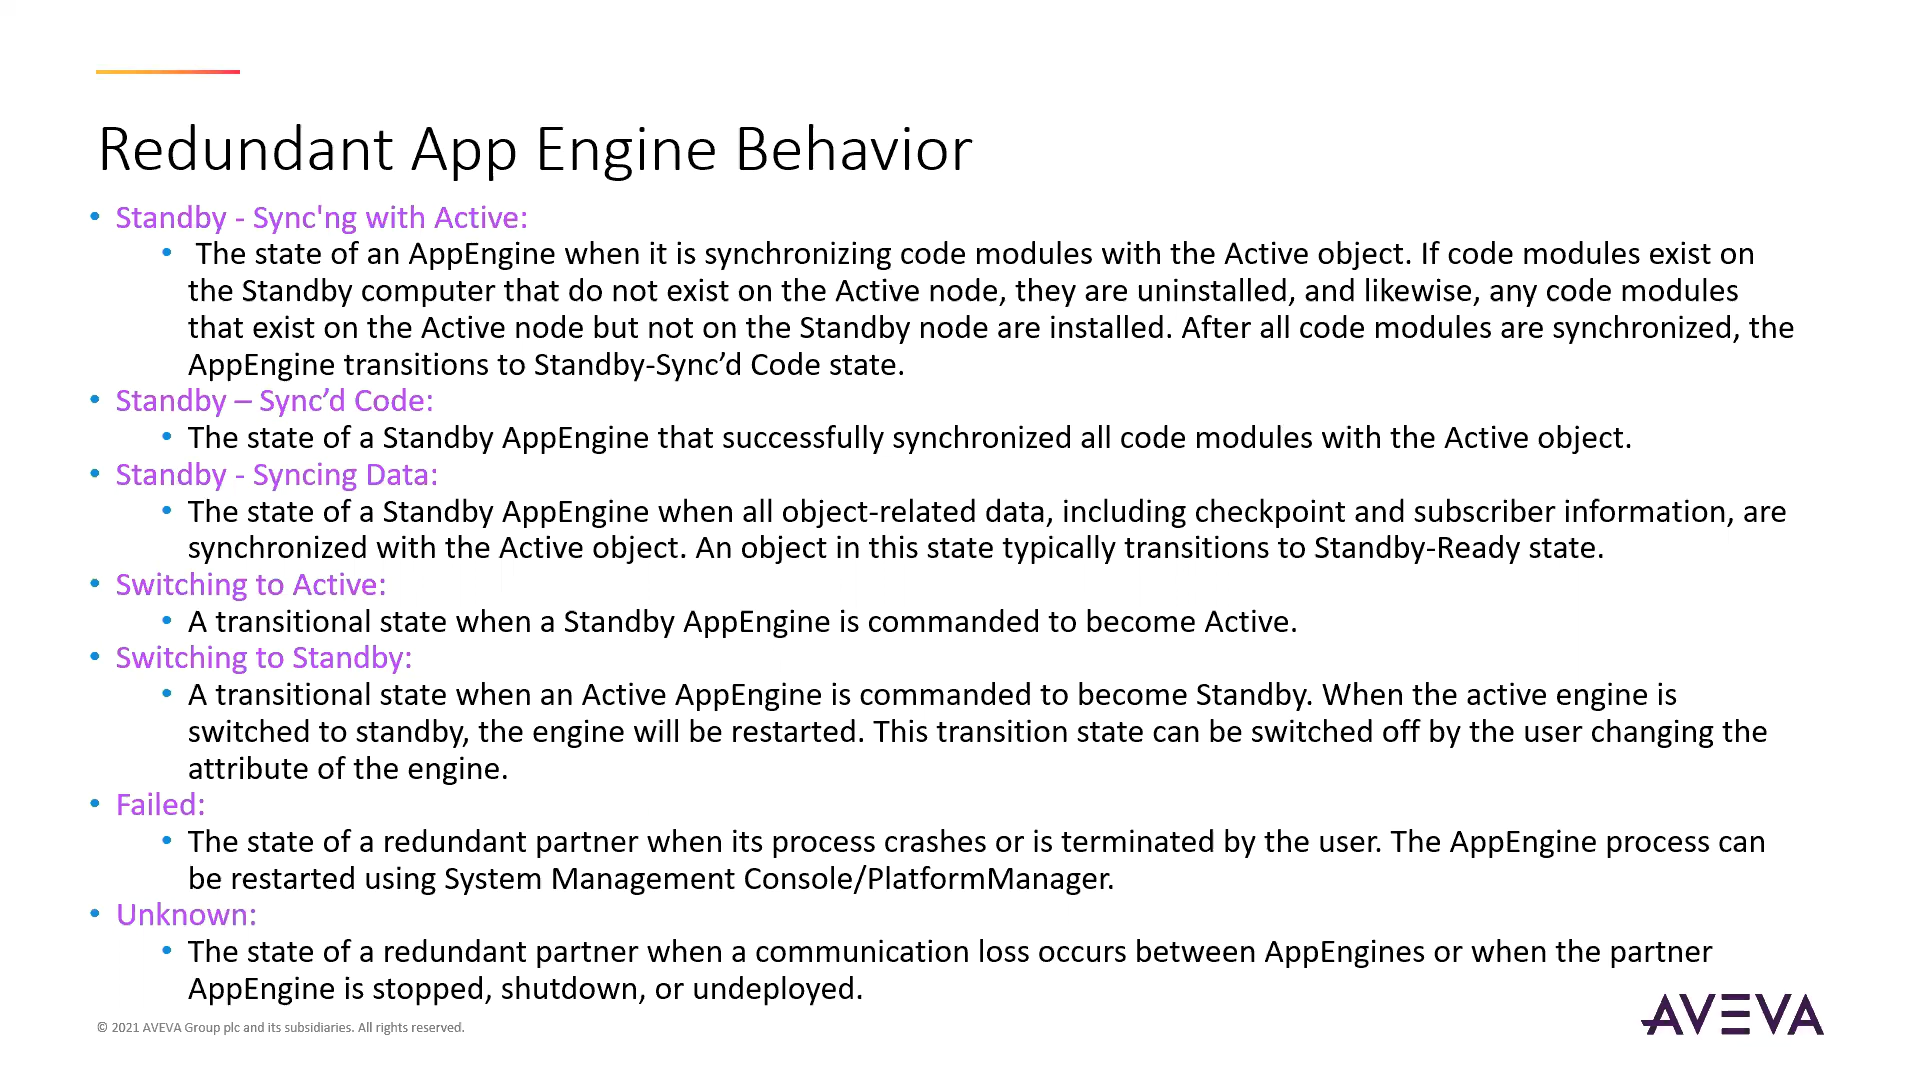 Redundant App Engine Behavior
• Standby - Sync'ng with Active:
• The state of an AppEngine when it is synchronizing code modules with the Active object. If code modules exist on
the Standby computer that do not exist on the Active node, they are uninstalled, and likewise, any code modules
that exist on the Active node but not on the Standby node are installed. After all code modules are synchronized, the
AppEngine transitions to Standby-Sync’d Code state.
• Standby – Sync’d Code:
• The state of a Standby AppEngine that successfully synchronized all code modules with the Active object.
• Standby - Syncing Data:
• The state of a Standby AppEngine when all object-related data, including checkpoint and subscriber information, are
synchronized with the Active object. An object in this state typically transitions to Standby-Ready state.
• Switching to Active:
• A transitional state when a Standby AppEngine is commanded to become Active.
• Switching to Standby:
• A transitional state when an Active AppEngine is commanded to become Standby. When the active engine is
switched to standby, the engine will be restarted. This transition state can be switched off by the user changing the
attribute of the engine.
• Failed:
• The state of a redundant partner when its process crashes or is terminated by the user. The AppEngine process can
be restarted using System Management Console/PlatformManager.
• Unknown:
• The state of a redundant partner when a communication loss occurs between AppEngines or when the partner
AppEngine is stopped, shutdown, or undeployed.
© 2021 AVEVA Group plc and its subsidiaries. All rights reserved.
AVEVA